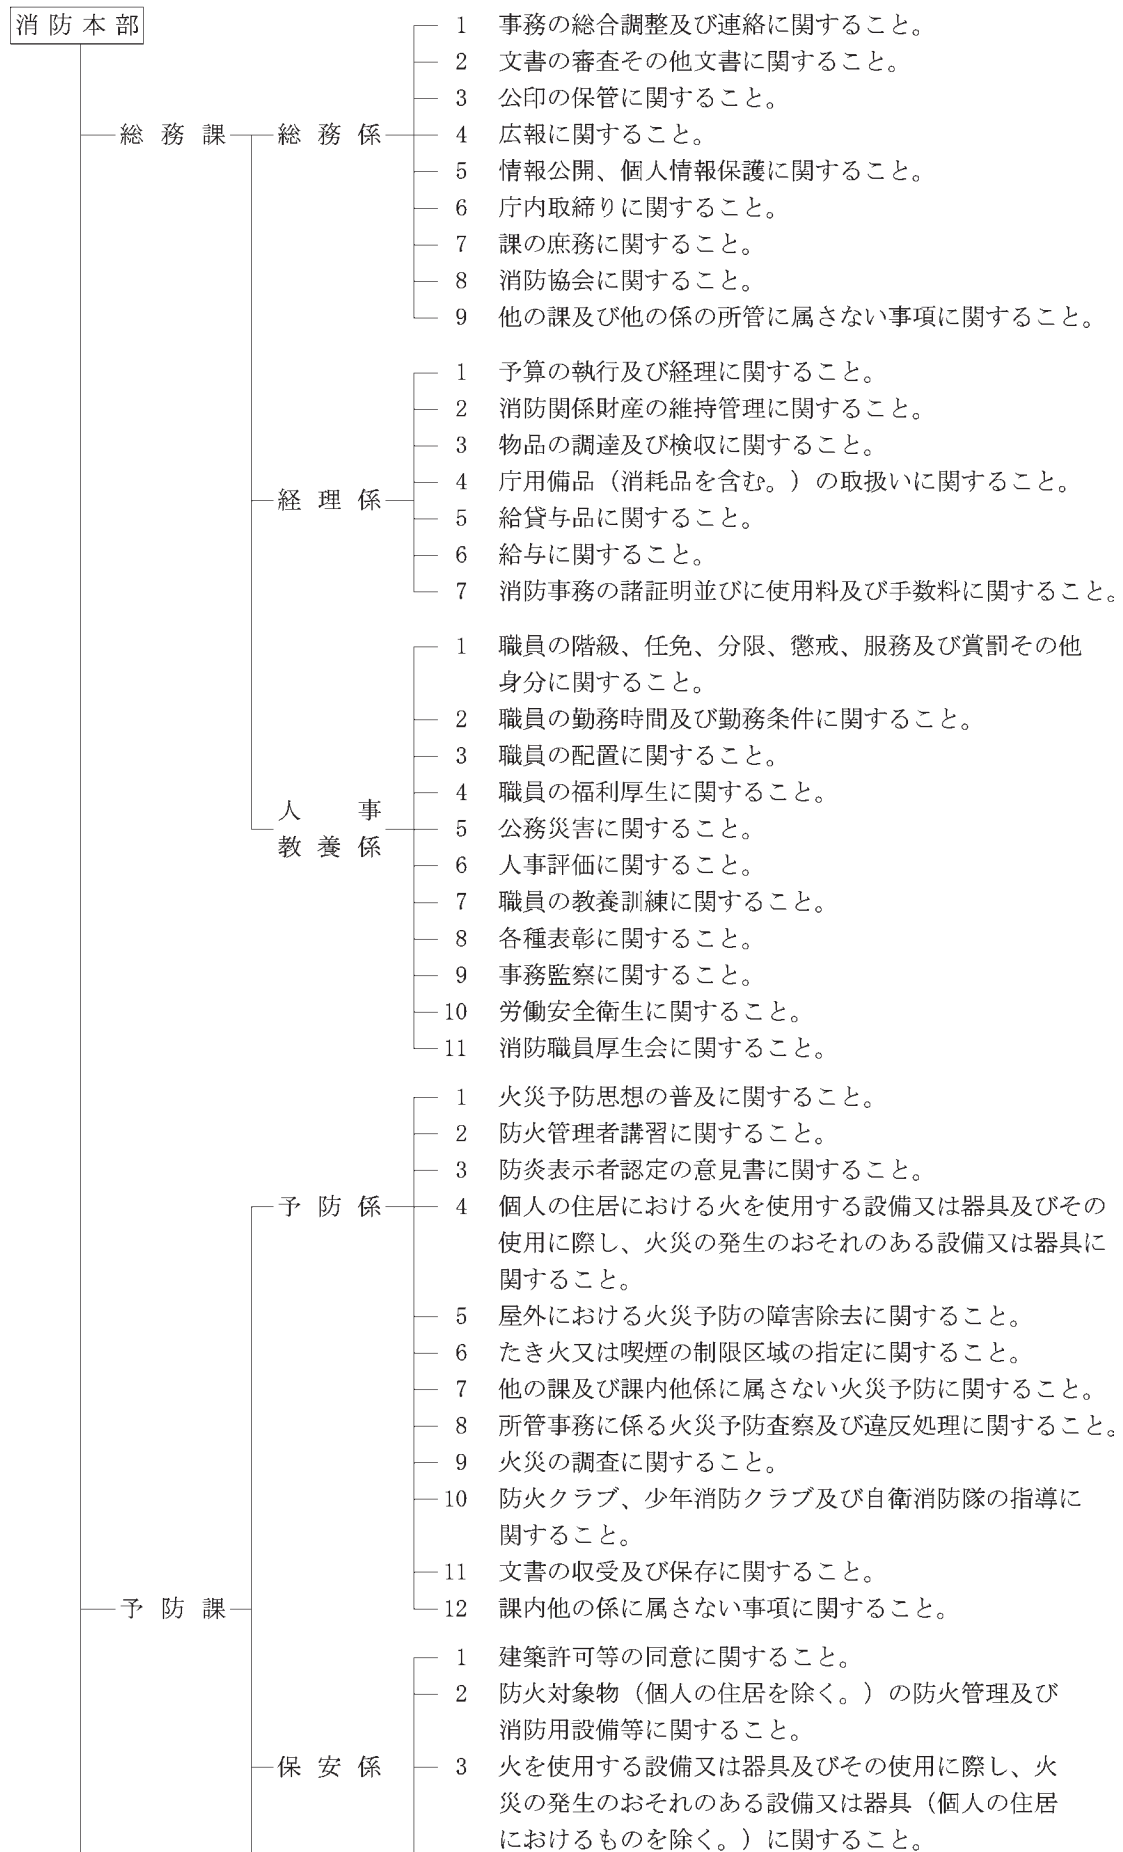 消防本部
総務課
総務係
1 事務の総合調整及び連絡に関すること。
2 文書の審査その他文書に関すること。
3 公印の保管に関すること。
4 広報に関すること。
5 情報公開、個人情報保護に関すること。
6 庁内取締りに関すること。
7 課の庶務に関すること。
8 消防協会に関すること。
9 他の課及び他の係の所管に属さない事項に関すること。
経理係
1 予算の執行及び経理に関すること。
2 消防関係財産の維持管理に関すること。
3 物品の調達及び検収に関すること。
4 庁用備品（消耗品を含む。）の取扱いに関すること。
5 給貸与品に関すること。
6 給与に関すること。
7 消防事務の諸証明並びに使用料及び手数料に関すること。
人事
教養係
1 職員の階級、任免、分限、懲戒、服務及び賞罰その他
身分に関すること。
2 職員の勤務時間及び勤務条件に関すること。
3 職員の配置に関すること。
4 職員の福利厚生に関すること。
5 公務災害に関すること。
6 人事評価に関すること。
7 職員の教養訓練に関すること。
8 各種表彰に関すること。
9 事務監察に関すること。
10 労働安全衛生に関すること。
11 消防職員厚生会に関すること。
予防課
予防係
1 火災予防思想の普及に関すること。
2 防火管理者講習に関すること。
3 防炎表示者認定の意見書に関すること。
4 個人の住居における火を使用する設備又は器具及びその
使用に際し、火災の発生のおそれのある設備又は器具に
関すること。
5 屋外における火災予防の障害除去に関すること。
6 たき火又は喫煙の制限区域の指定に関すること。
7 他の課及び課内他係に属さない火災予防に関すること。
8 所管事務に係る火災予防査察及び違反処理に関すること。
9 火災の調査に関すること。
10 防火クラブ、少年消防クラブ及び自衛消防隊の指導に
関すること。
11 文書の収受及び保存に関すること。
12 課内他の係に属さない事項に関すること。
保安係
1 建築許可等の同意に関すること。
2 防火対象物（個人の住居を除く。）の防火管理及び
消防用設備等に関すること。
3 火を使用する設備又は器具及びその使用に際し、火
災の発生のおそれのある設備又は器具（個人の住居
におけるものを除く。）に関すること。